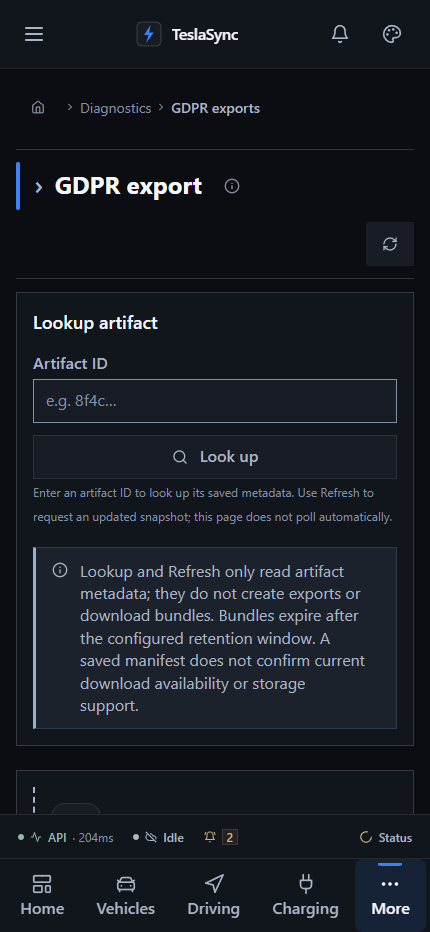 TeslaSync
Diagnostics
GDPR exports
GDPR export
Lookup artifact
Artifact ID
e.g. 8f4c...
Look up
Enter an artifact ID to look up its saved metadata. Use Refresh to
request an updated snapshot; this page does not poll automatically.
Lookup and Refresh only read artifact
metadata; they do not create exports or
download bundles. Bundles expire after
the configured retention window. A
saved manifest does not confirm current
download availability or storage
support.
API · 204ms
Idle
2
Status
Home
Vehicles
Driving
Charging
More